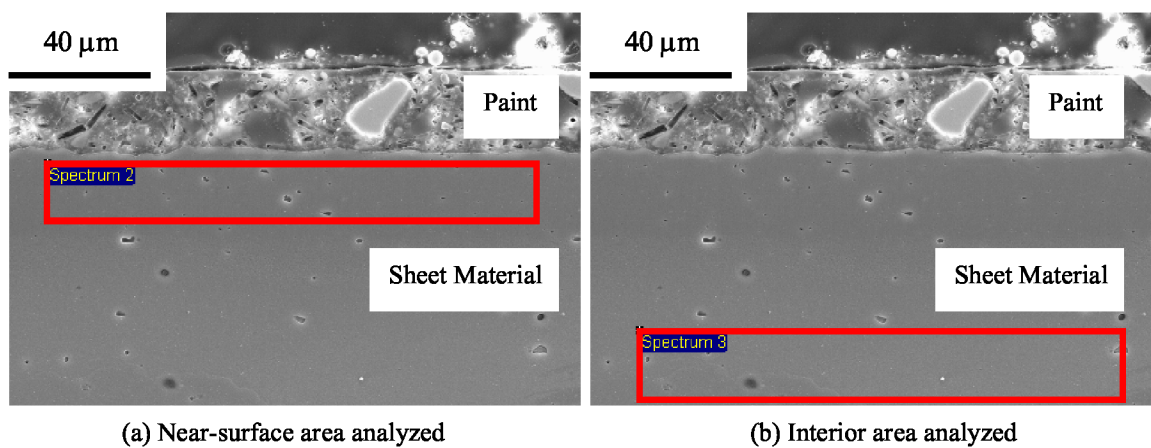 40 µm
Paint
Spectrum 2
Sheet Material
(a) Near-surface area analyzed
40 µm
Paint
Sheet Material
Spectrum 3
(b) Interior area analyzed